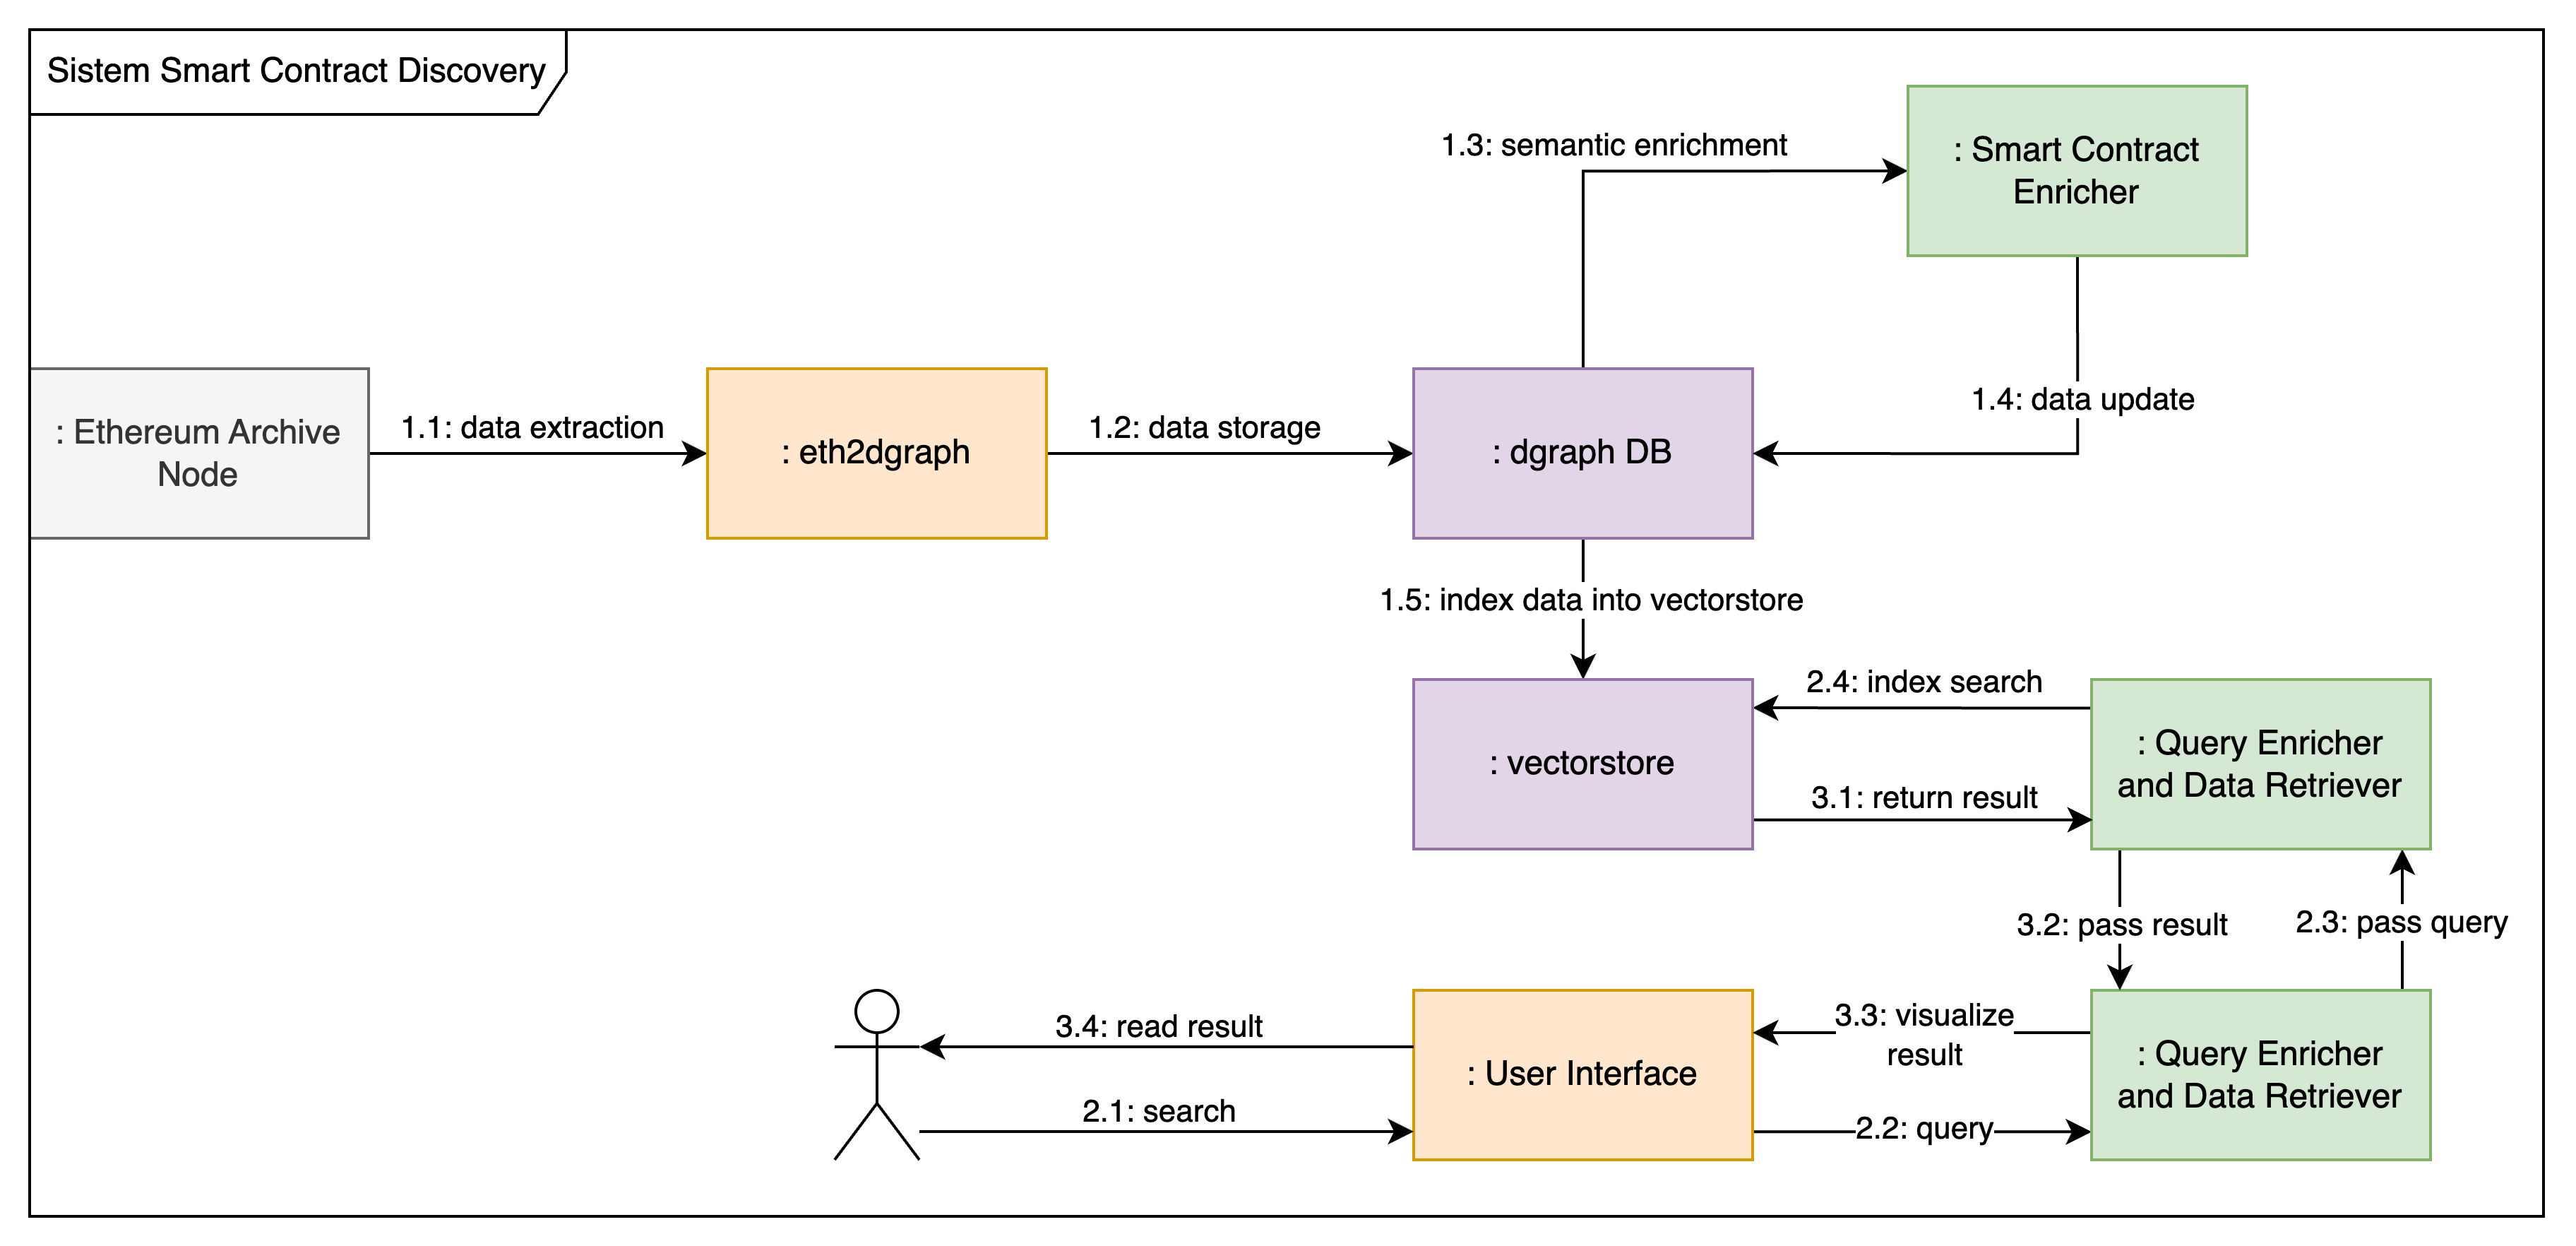 Sistem Smart Contract Discovery
1.3: semantic enrichment
: Smart Contract
Enricher
1.4: data update
: Ethereum Archive
Node
1.1: data extraction
: eth2dgraph
1.2: data storage
: dgraph DB
1.5: index data into vectorstore
: vectorstore
2.4: index search
3.1: return result
: Query Enricher
and Data Retriever
3.2: pass result
2.3: pass query
3.4: read result
2.1: search
: User Interface
3.3: visualize
result
2.2: query
: Query Enricher
and Data Retriever